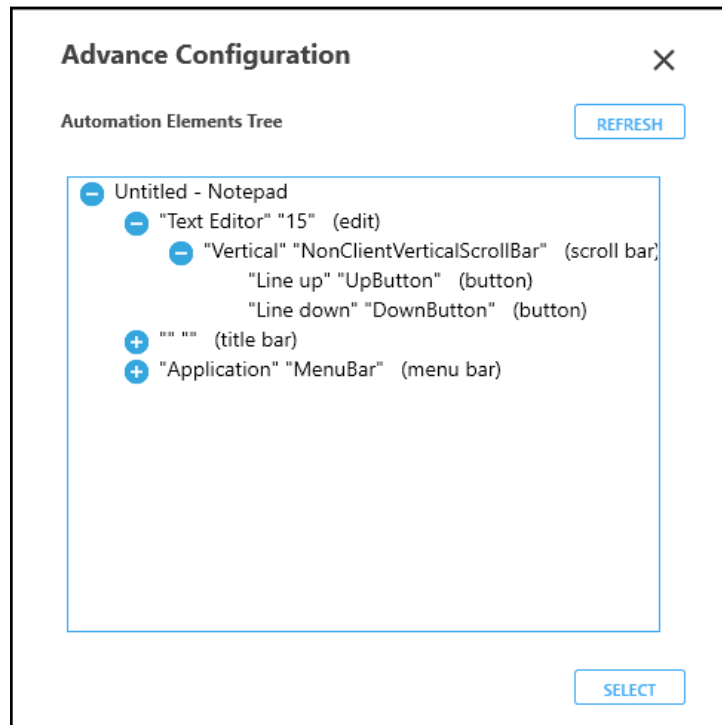 Advance Configuration
Automation Elements Tree
REFRESH
Untitled - Notepad
"Text Editor" "15" (edit)
"Vertical" "NonClientVerticalScrollBar" (scroll bar)
"Line up" "UpButton" (button)
"Line down" "DownButton" (button)
"" "" (title bar)
"Application" "MenuBar" (menu bar)
SELECT